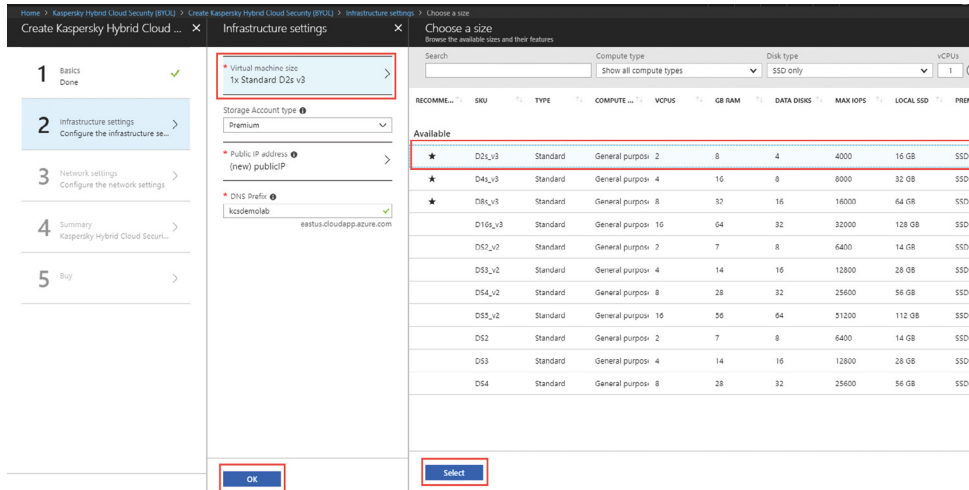 Home > Kaspersky Hybrid Cloud Security (BYOL) > Create Kaspersky Hybrid Cloud Security (BYOL) > Infrastructure settings > Choose a size
Create Kaspersky Hybrid Cloud ... ×
1 Basics
Done
2 Infrastructure settings
Configure the infrastructure se...
3 Network settings
Configure the network settings
4 Summary
Kaspersky Hybrid Cloud Securi...
5 Buy
Infrastructure settings ×
* Virtual machine size
1x Standard D2s v3
Storage Account type
Premium
* Public IP address
(new) publicIP
* DNS Prefix
kcsdemolab
eastus.cloudapp.azure.com
OK
Choose a size
Browse the available sizes and their features
Search Compute type Disk type vCPUs
Show all compute types SSD only 1
RECOMME... SKU TYPE COMPUTE ... VCPUS GB RAM DATA DISKS MAX IOPS LOCAL SSD PREM
Available
★ D2s_v3 Standard General purpos 2 8 4 4000 16 GB SSD
★ D4s_v3 Standard General purpos 4 16 8 8000 32 GB SSD
★ D8s_v3 Standard General purpos 8 32 16 16000 64 GB SSD
D16s_v3 Standard General purpos 16 64 32 32000 128 GB SSD
DS2_v2 Standard General purpos 2 7 8 6400 14 GB SSD
DS3_v2 Standard General purpos 4 14 16 12800 28 GB SSD
DS4_v2 Standard General purpos 8 28 32 25600 56 GB SSD
DS5_v2 Standard General purpos 16 56 64 51200 112 GB SSD
DS2 Standard General purpos 2 7 8 6400 14 GB SSD
DS3 Standard General purpos 4 14 16 12800 28 GB SSD
DS4 Standard General purpos 8 28 32 25600 56 GB SSD
Select